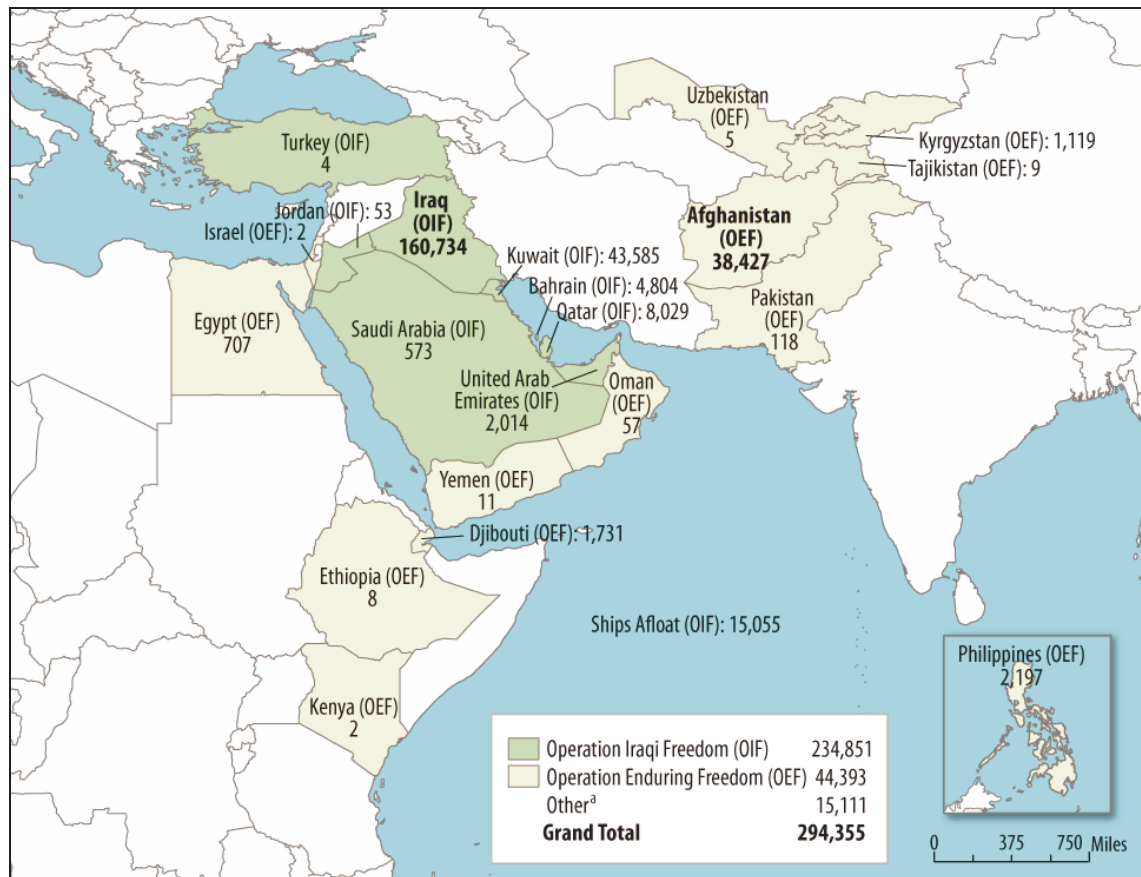 Uzbekistan
(OEF)
5
Kyrgyzstan (OEF): 1,119
Tajikistan (OEF): 9
Turkey (OIF)
4
Jordan (OIF): 53
Israel (OEF): 2
Iraq
(OIF)
160,734
Afghanistan
(OEF)
38,427
Kuwait (OIF): 43,585
Bahrain (OIF): 4,804
Qatar (OIF): 8,029
Pakistan
(OEF)
118
Egypt (OEF)
707
Saudi Arabia (OIF)
573
United Arab
Emirates (OIF)
2,014
Oman
(OEF)
57
Yemen (OEF)
11
Djibouti (OEF): 1,731
Ethiopia (OEF)
8
Ships Afloat (OIF): 15,055
Kenya (OEF)
2
Philippines (OEF)
2,197
Operation Iraqi Freedom (OIF) 234,851
Operation Enduring Freedom (OEF) 44,393
Otherᵃ 15,111
Grand Total 294,355
0 375 750 Miles